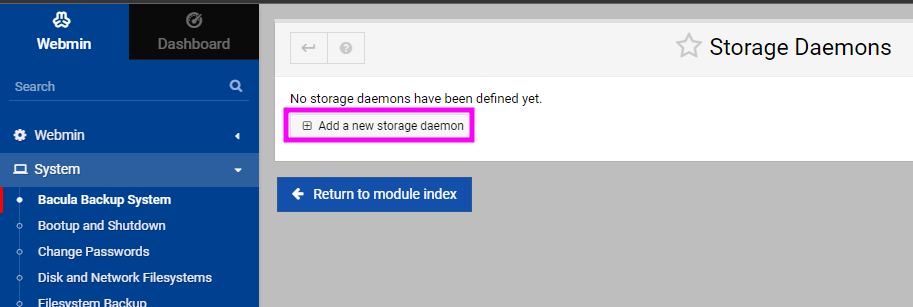 Webmin
Dashboard
Search
Webmin
System
Bacula Backup System
Bootup and Shutdown
Change Passwords
Disk and Network Filesystems
Filesystem Backup
Storage Daemons
No storage daemons have been defined yet.
Add a new storage daemon
Return to module index